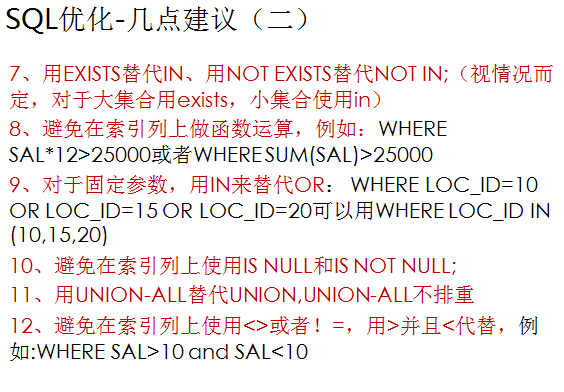 SQL优化-几点建议（二）
7、用EXISTS替代IN、用NOT EXISTS替代NOT IN;（视情况而
定，对于大集合用exists，小集合使用in）
8、避免在索引列上做函数运算，例如：WHERE
SAL*12>25000或者WHERE SUM(SAL)>25000
9、对于固定参数，用IN来替代OR： WHERE LOC_ID=10
OR LOC_ID=15 OR LOC_ID=20可以用WHERE LOC_ID IN
(10,15,20)
10、避免在索引列上使用IS NULL和IS NOT NULL;
11、用UNION-ALL替代UNION,UNION-ALL不排重
12、避免在索引列上使用<>或者！=，用>并且<代替，例
如:WHERE SAL>10 and SAL<10